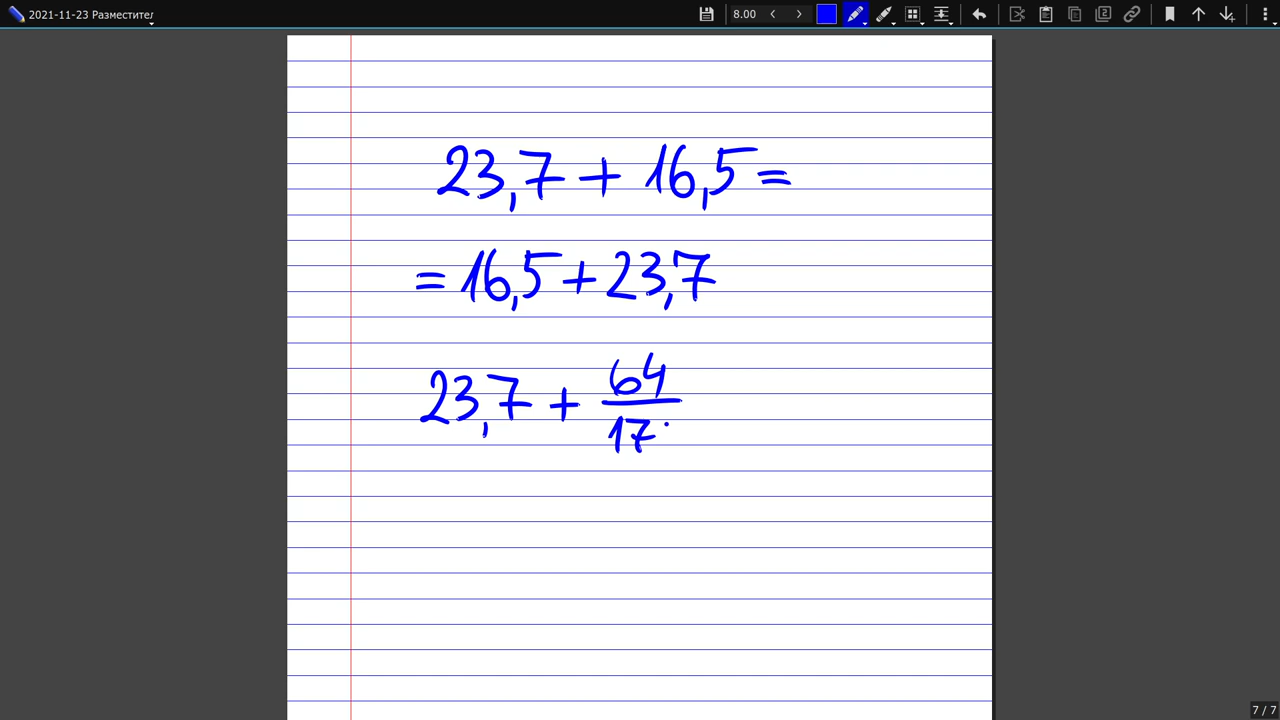 2021-11-23 Разместител
8.00
23,7 + 16,5 =
= 16,5 + 23,7
23,7 + 64/17
7 / 7